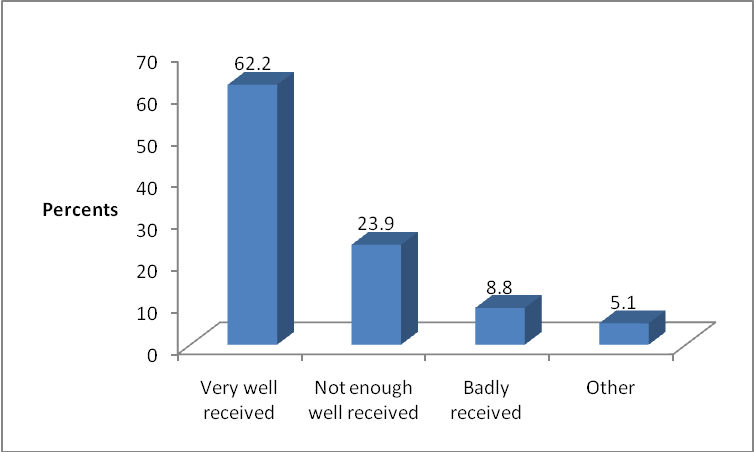 70
60
50
40
30
20
10
0
Percents
62.2
23.9
8.8
5.1
Very well
received
Not enough
well received
Badly
received
Other